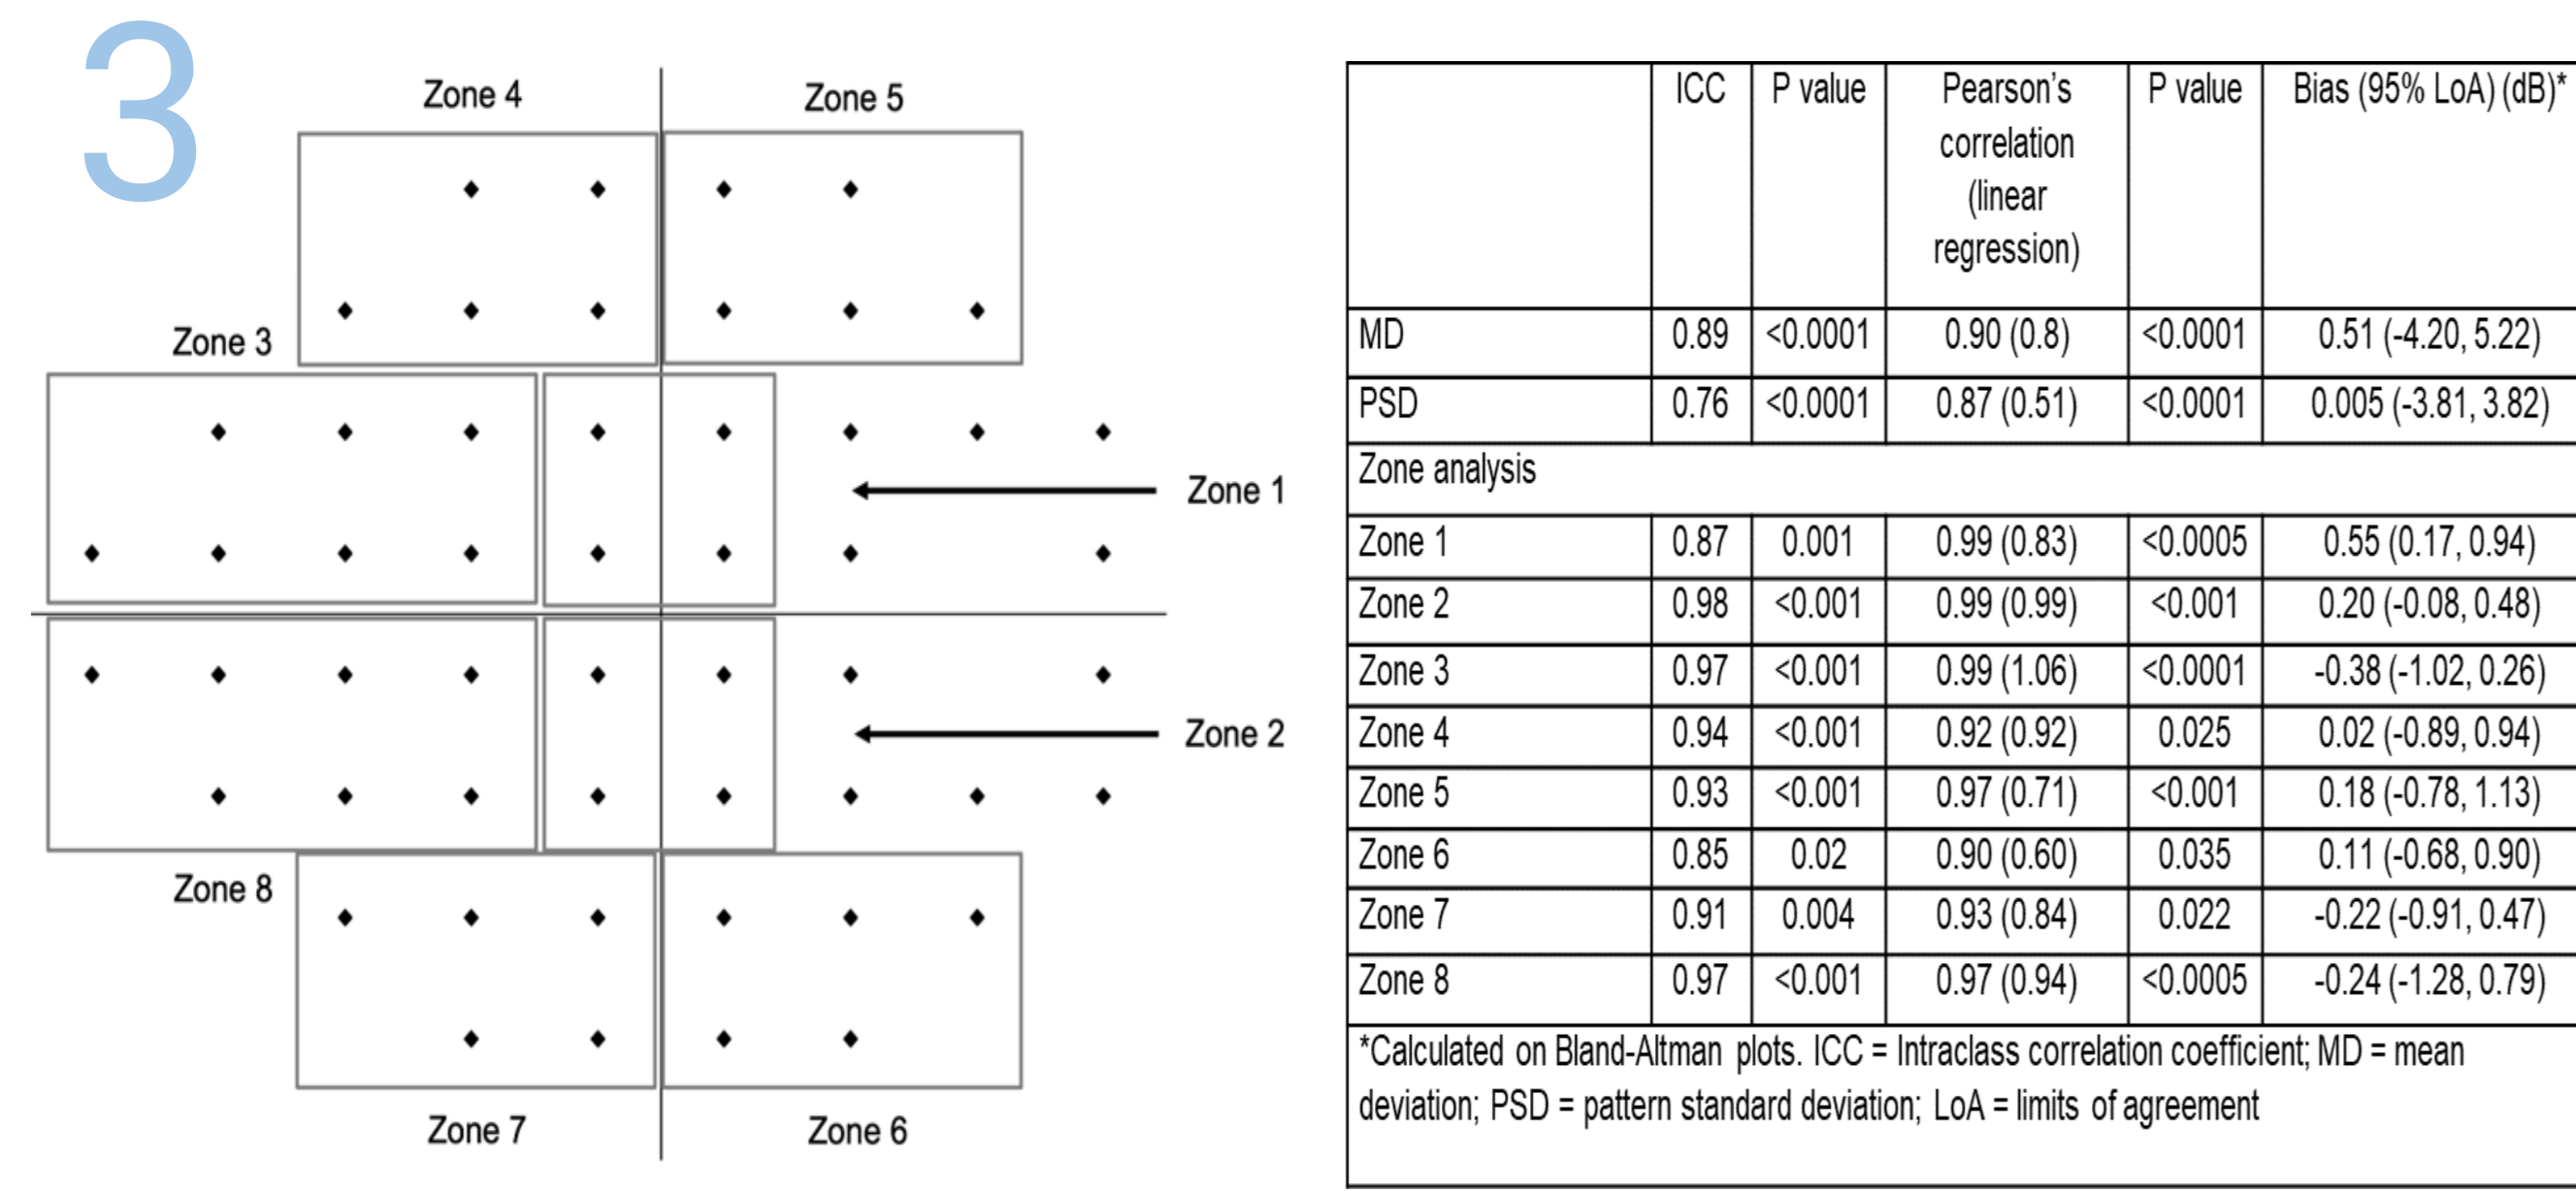 3
Zone 4
Zone 5
Zone 3
Zone 1
Zone 2
Zone 8
Zone 7
Zone 6
ICC P value Pearson's correlation (linear regression) P value Bias (95% LoA) (dB)*
MD 0.89 <0.0001 0.90 (0.8) <0.0001 0.51 (-4.20, 5.22)
PSD 0.76 <0.0001 0.87 (0.51) <0.0001 0.005 (-3.81, 3.82)
Zone analysis
Zone 1 0.87 0.001 0.99 (0.83) <0.0005 0.55 (0.17, 0.94)
Zone 2 0.98 <0.001 0.99 (0.99) <0.001 0.20 (-0.08, 0.48)
Zone 3 0.97 <0.001 0.99 (1.06) <0.0001 -0.38 (-1.02, 0.26)
Zone 4 0.94 <0.001 0.92 (0.92) 0.025 0.02 (-0.89, 0.94)
Zone 5 0.93 <0.001 0.97 (0.71) <0.001 0.18 (-0.78, 1.13)
Zone 6 0.85 0.02 0.90 (0.60) 0.035 0.11 (-0.68, 0.90)
Zone 7 0.91 0.004 0.93 (0.84) 0.022 -0.22 (-0.91, 0.47)
Zone 8 0.97 <0.001 0.97 (0.94) <0.0005 -0.24 (-1.28, 0.79)
*Calculated on Bland-Altman plots. ICC = Intraclass correlation coefficient; MD = mean
deviation; PSD = pattern standard deviation; LoA = limits of agreement